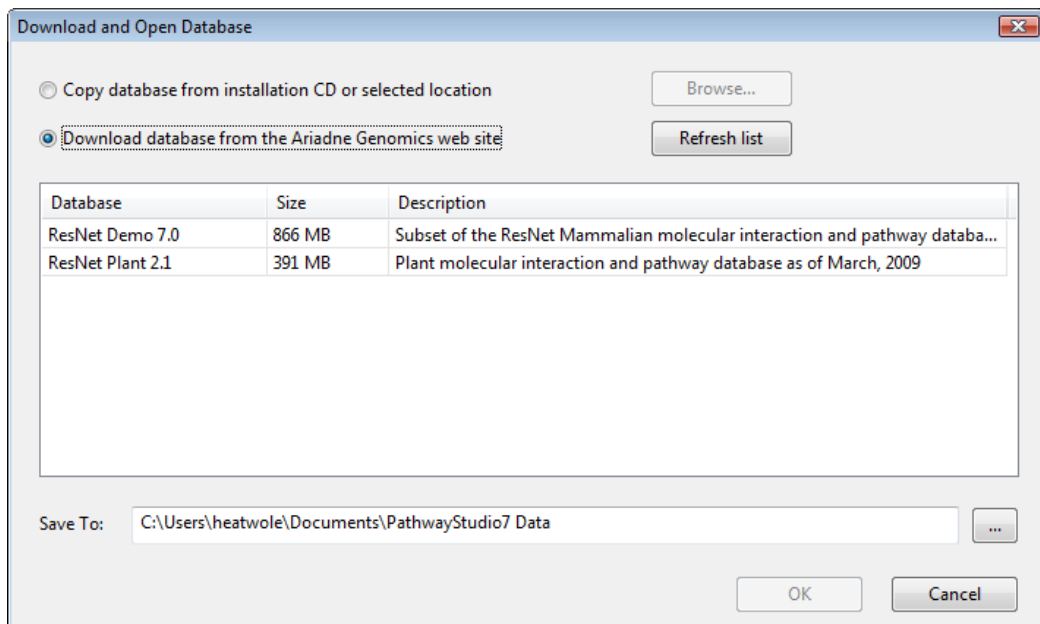 Download and Open Database
Copy database from installation CD or selected location
Browse...
Download database from the Ariadne Genomics web site
Refresh list
Database Size Description
ResNet Demo 7.0 866 MB Subset of the ResNet Mammalian molecular interaction and pathway databa...
ResNet Plant 2.1 391 MB Plant molecular interaction and pathway database as of March, 2009
Save To: C:\Users\heatwole\Documents\PathwayStudio7 Data
...
OK Cancel